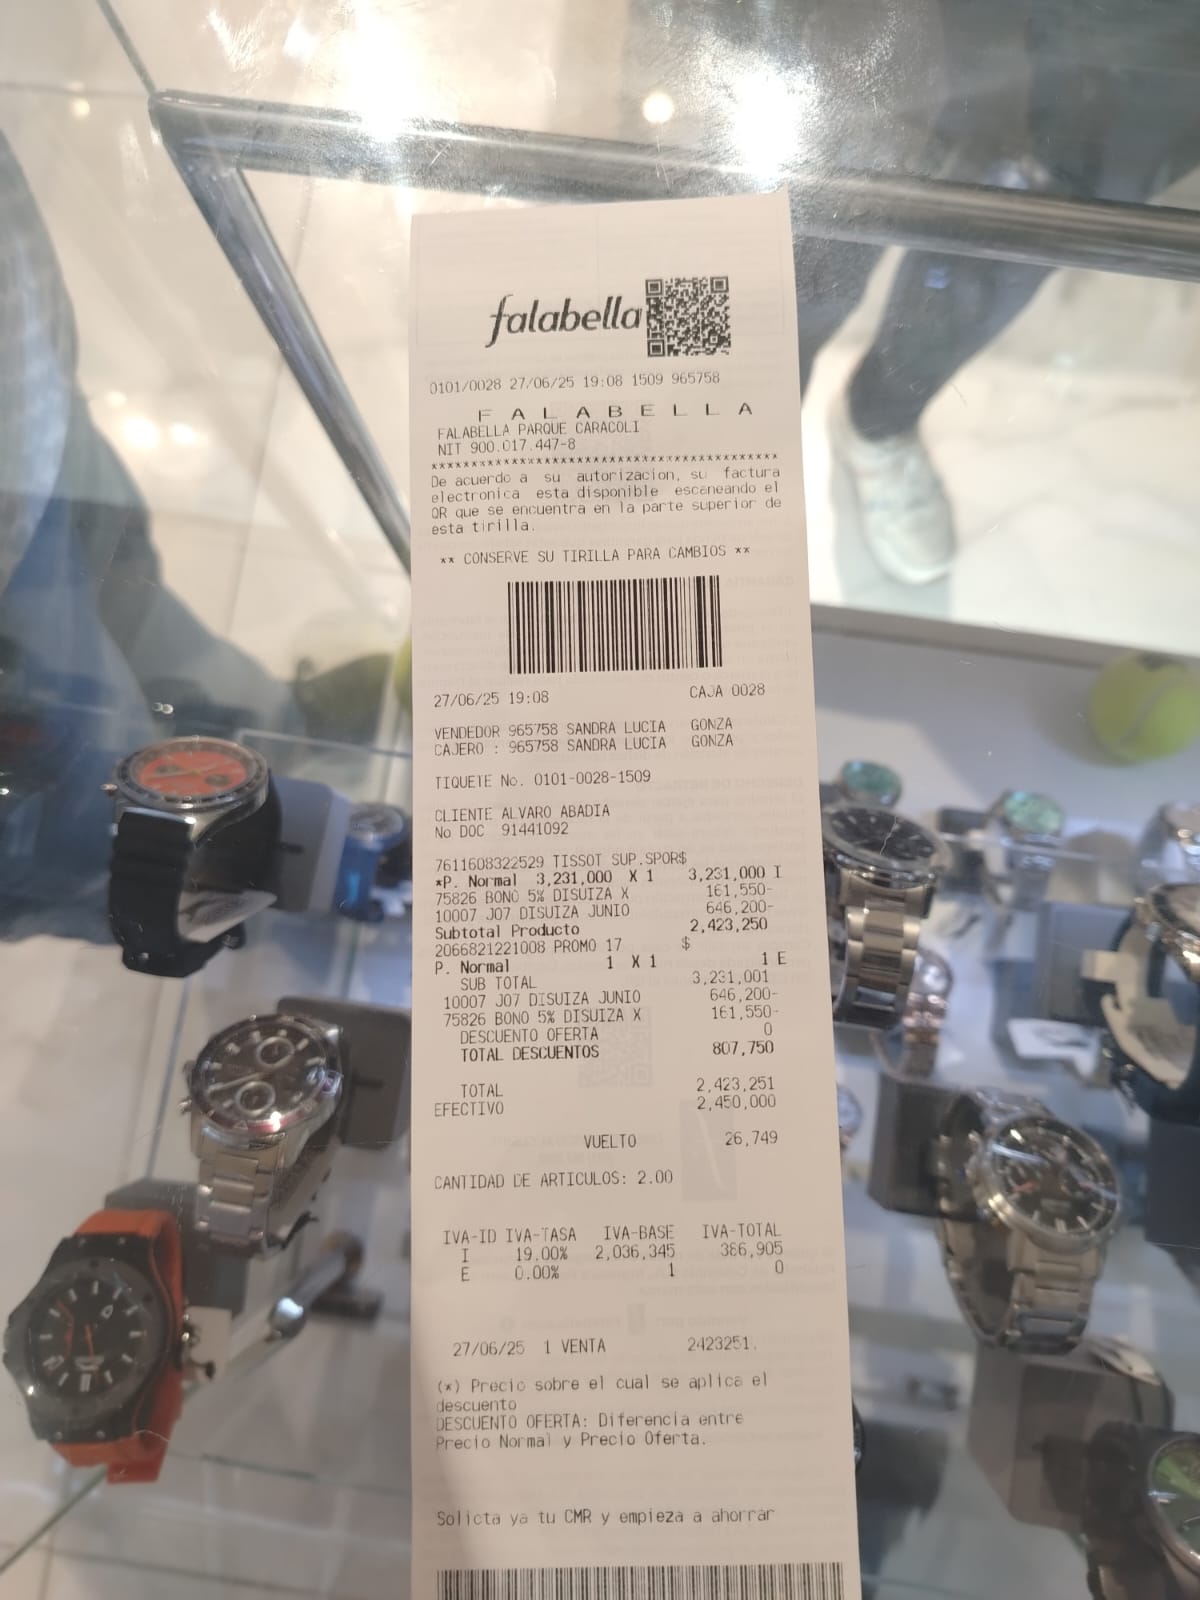 falabella
0101/0028 27/06/25 19:08 1509 965758
F A L A B E L L A
FALABELLA PARQUE CARACOLI
NIT 900.017.447-8
******************************************
De acuerdo a su autorizacion, su factura
electronica esta disponible escaneando el
QR que se encuentra en la parte superior de
esta tirilla.
** CONSERVE SU TIRILLA PARA CAMBIOS **
27/06/25 19:08 CAJA 0028
VENDEDOR 965758 SANDRA LUCIA GONZA
CAJERO : 965758 SANDRA LUCIA GONZA
TIQUETE No. 0101-0028-1509
CLIENTE ALVARO ABADIA
No DOC 91441092
7611608322529 TISSOT SUP.SPOR$
*P. Normal 3,231,000 X 1 3,231,000 I
75826 BONO 5% DISUIZA X 161,550-
10007 J07 DISUIZA JUNIO 646,200-
Subtotal Producto 2,423,250
2066821221008 PROMO 17 $
P. Normal 1 X 1 1 E
SUB TOTAL 3,231,001
10007 J07 DISUIZA JUNIO 646,200-
75826 BONO 5% DISUIZA X 161,550-
DESCUENTO OFERTA 0
TOTAL DESCUENTOS 807,750
TOTAL 2,423,251
EFECTIVO 2,450,000
VUELTO 26,749
CANTIDAD DE ARTICULOS: 2.00
IVA-ID IVA-TASA IVA-BASE IVA-TOTAL
I 19.00% 2,036,345 386,905
E 0.00% 1 0
27/06/25 1 VENTA 2423251.
(*) Precio sobre el cual se aplica el
descuento
DESCUENTO OFERTA: Diferencia entre
Precio Normal y Precio Oferta.
Solicta ya tu CMR y empieza a ahorrar